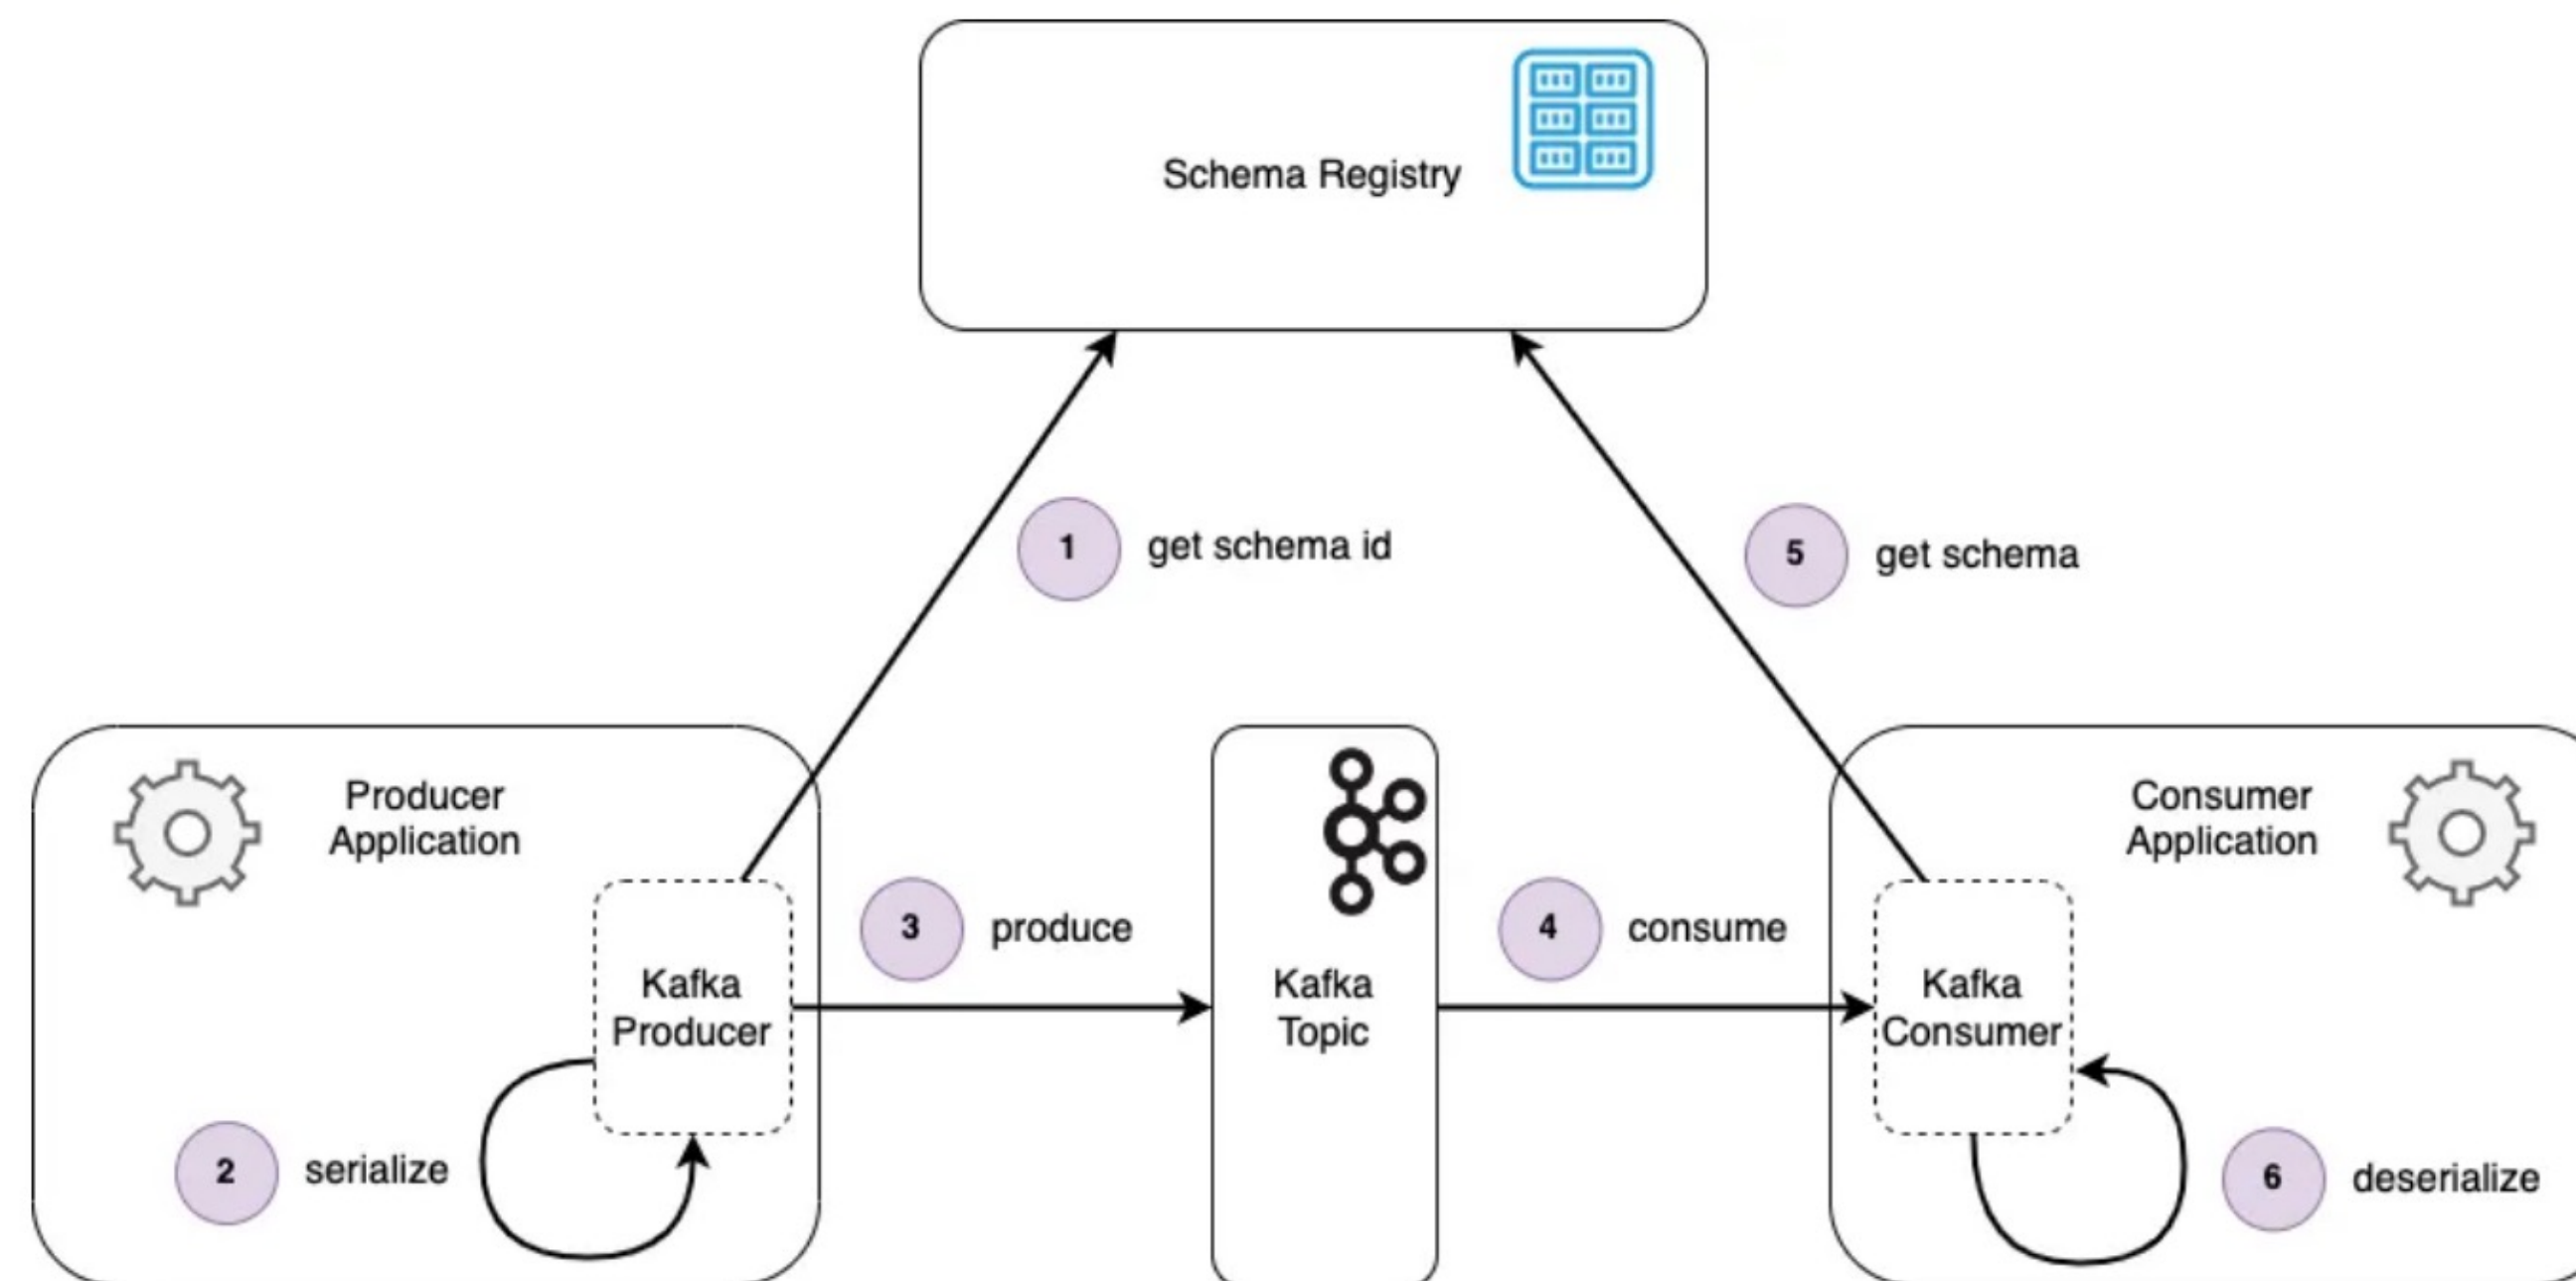 Schema Registry
1
get schema id
5
get schema
Producer
Application
Consumer
Application
3
produce
4
consume
Kafka
Producer
Kafka
Topic
Kafka
Consumer
2
serialize
6
deserialize